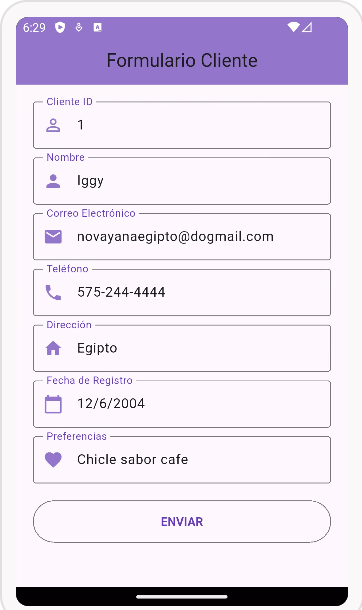 6:29
Formulario Cliente
Cliente ID
1
Nombre
Iggy
Correo Electrónico
novayanaegipto@dogmail.com
Teléfono
575-244-4444
Dirección
Egipto
Fecha de Registro
12/6/2004
Preferencias
Chicle sabor cafe
ENVIAR